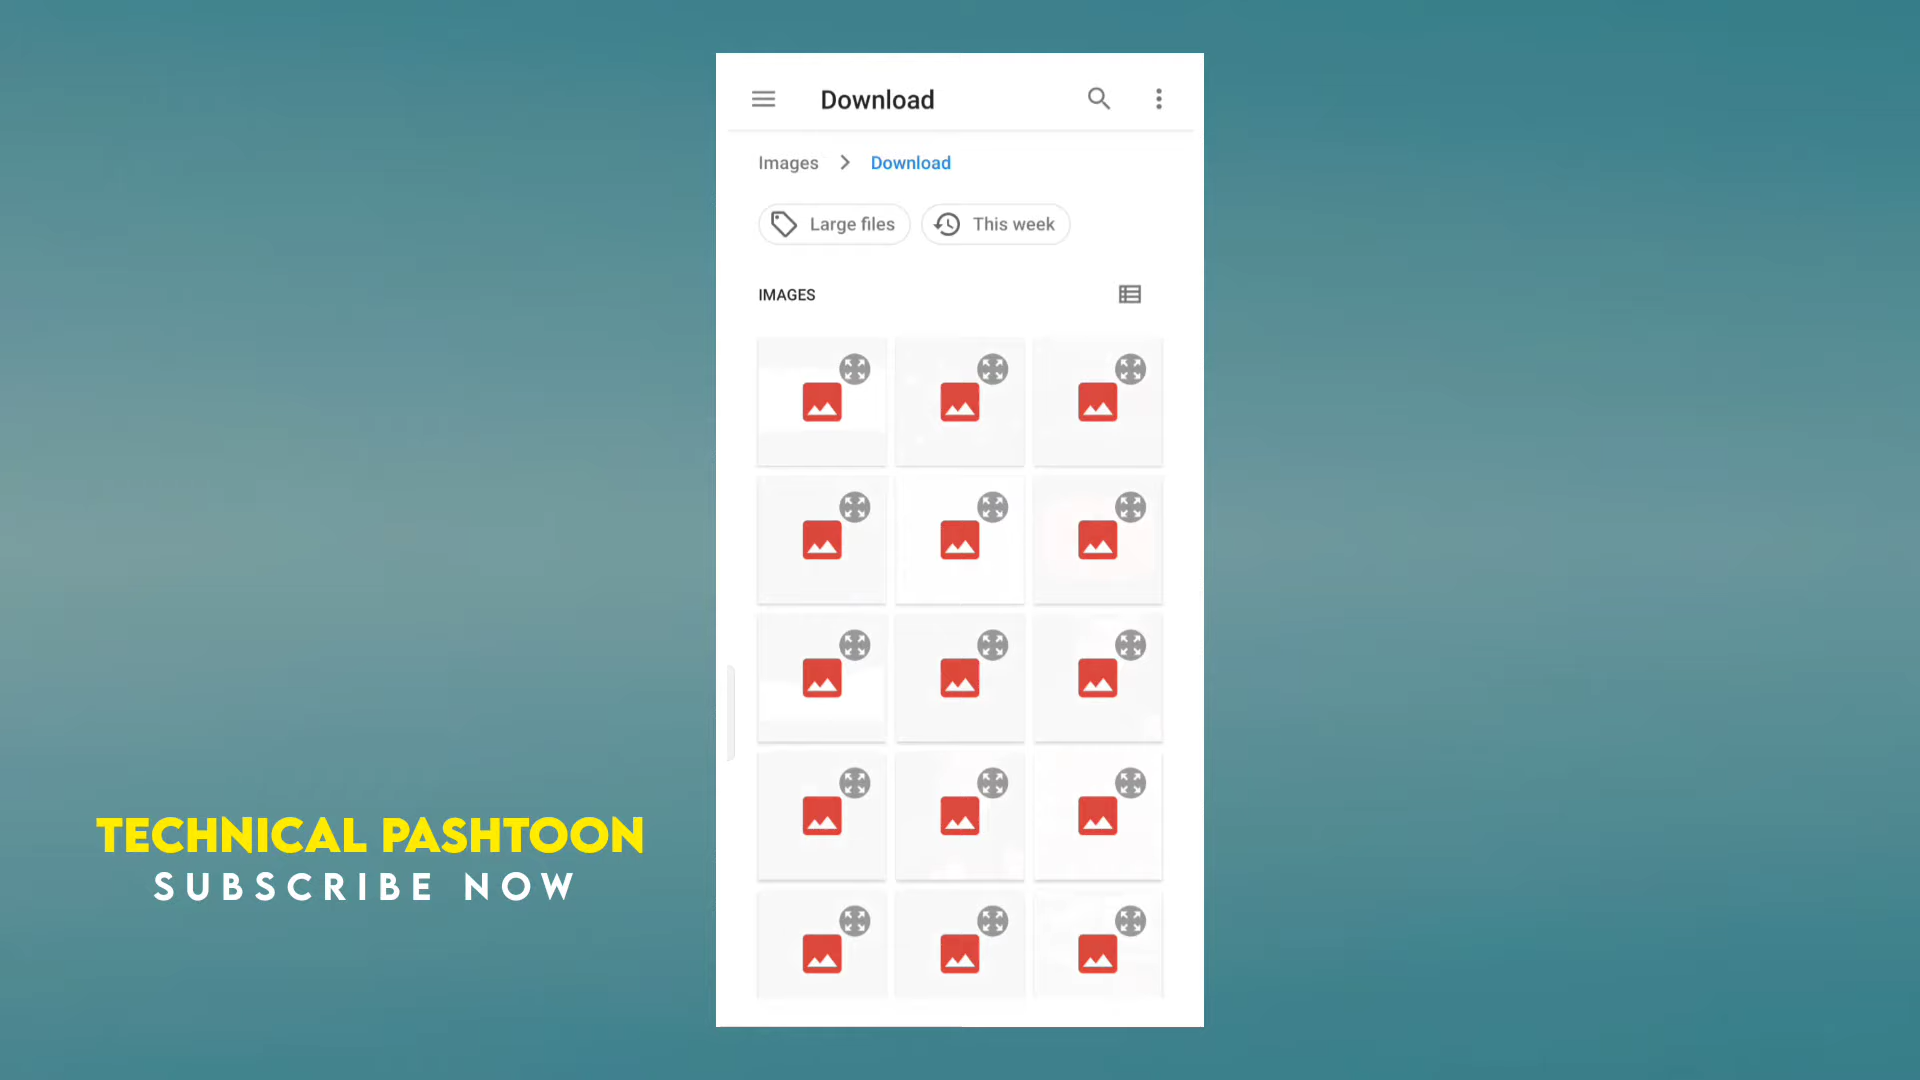 Download
Images
Download
Large files
This week
IMAGES
TECHNICAL PASHTOON
SUBSCRIBE NOW